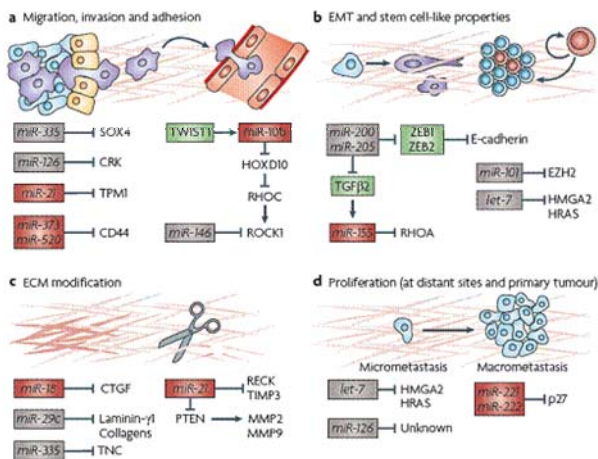 a Migration, invasion and adhesion
miR-335 SOX4
miR-126 CRK
miR-21 TPM1
miR-373
miR-520 CD44
TWIST1 miR-10b
HOXD10
RHOC
miR-146 ROCK1
b EMT and stem cell-like properties
miR-200
miR-205
ZEB1
ZEB2
E-cadherin
TGFβ2
miR-155 RHOA
miR-101 EZH2
let-7 HMGA2
HRAS
c ECM modification
miR-18 CTGF
miR-29c Laminin-γ1
Collagens
miR-335 TNC
miR-21 RECK
TIMP3
PTEN MMP2
MMP9
d Proliferation (at distant sites and primary tumour)
Micrometastasis
let-7 HMGA2
HRAS
miR-126 Unknown
Macrometastasis
miR-221
miR-222 p27